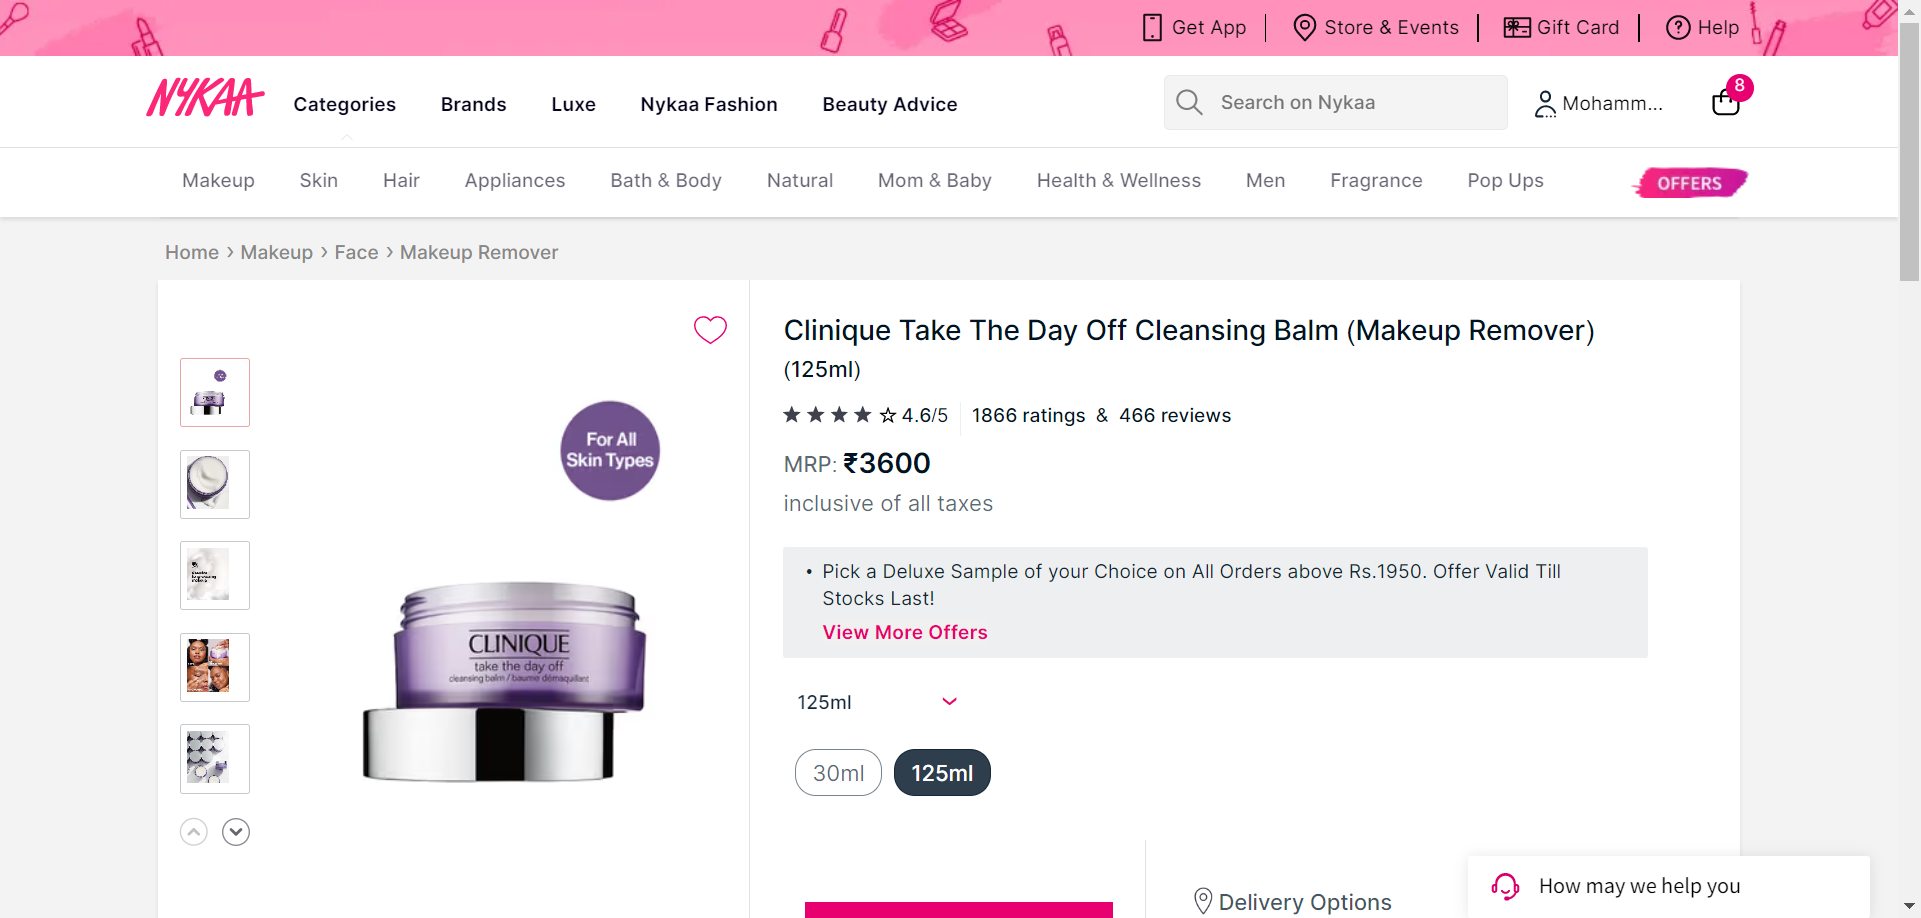 Get App
Store & Events
Gift Card
Help
NYKAA
Categories
Brands
Luxe
Nykaa Fashion
Beauty Advice
Search on Nykaa
Mohamm...
8
Makeup
Skin
Hair
Appliances
Bath & Body
Natural
Mom & Baby
Health & Wellness
Men
Fragrance
Pop Ups
OFFERS
Home › Makeup › Face › Makeup Remover
For All
Skin Types
CLINIQUE
take the day off
cleansing balm / baume démaquillant
Clinique Take The Day Off Cleansing Balm (Makeup Remover)
(125ml)
4.6/5
1866 ratings & 466 reviews
MRP: ₹3600
inclusive of all taxes
• Pick a Deluxe Sample of your Choice on All Orders above Rs.1950. Offer Valid Till
Stocks Last!
View More Offers
125ml
30ml
125ml
Delivery Options
How may we help you